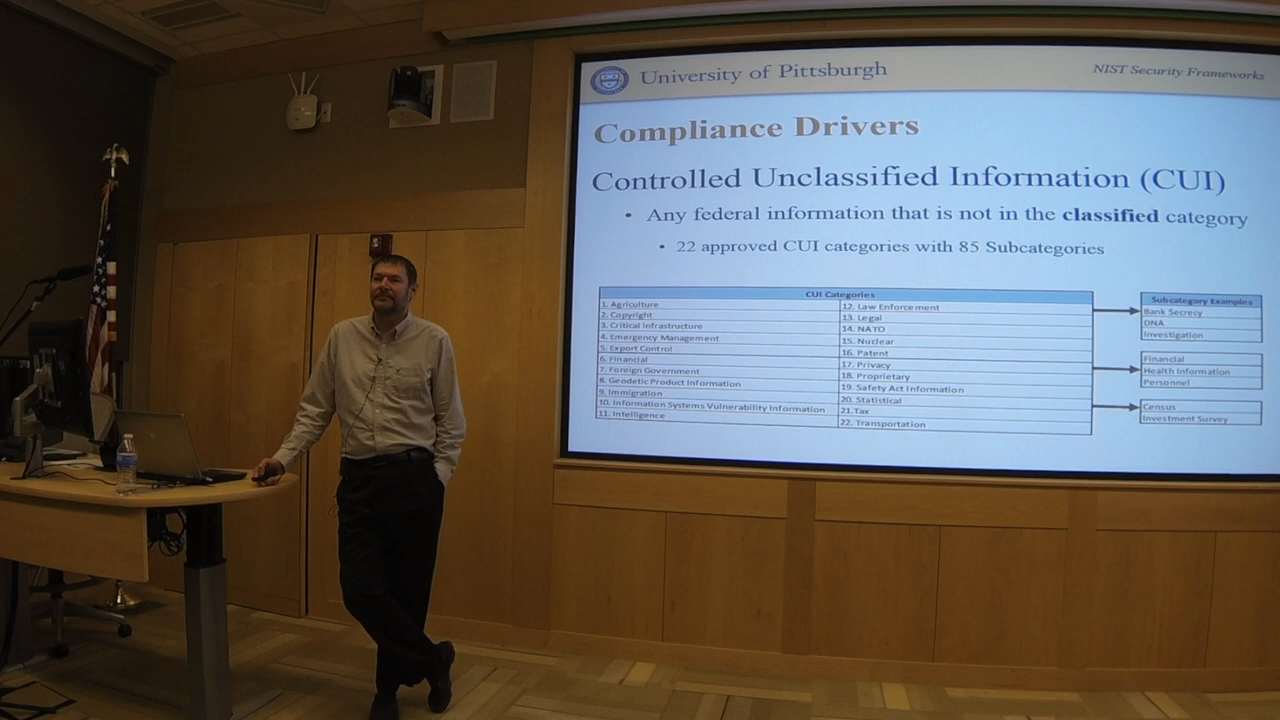 University of Pittsburgh
NIST Security Frameworks
Compliance Drivers
Controlled Unclassified Information (CUI)
• Any federal information that is not in the classified category
• 22 approved CUI categories with 85 Subcategories
CUI Categories
1. Agriculture
2. Copyright
3. Critical Infrastructure
4. Emergency Management
5. Export Control
6. Financial
7. Foreign Government
8. Geodetic Product Information
9. Immigration
10. Information Systems Vulnerability Information
11. Intelligence
12. Law Enforcement
13. Legal
14. NATO
15. Nuclear
16. Patent
17. Privacy
18. Proprietary
19. Safety Act Information
20. Statistical
21.Tax
22. Transportation
Subcategory Examples
Bank Secrecy
DNA
Investigation
Financial
Health Information
Personnel
Census
Investment Survey